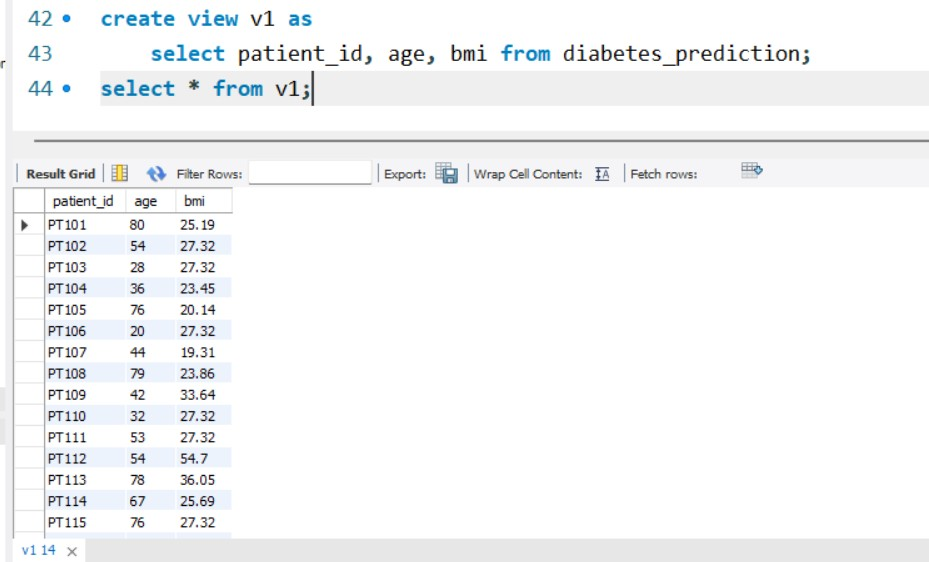 42 create view v1 as
43 select patient_id, age, bmi from diabetes_prediction;
44 select * from v1;
Result Grid Filter Rows: Export: Wrap Cell Content: Fetch rows:
patient_id age bmi
PT101 80 25.19
PT102 54 27.32
PT103 28 27.32
PT104 36 23.45
PT105 76 20.14
PT106 20 27.32
PT107 44 19.31
PT108 79 23.86
PT109 42 33.64
PT110 32 27.32
PT111 53 27.32
PT112 54 54.7
PT113 78 36.05
PT114 67 25.69
PT115 76 27.32
v1 14